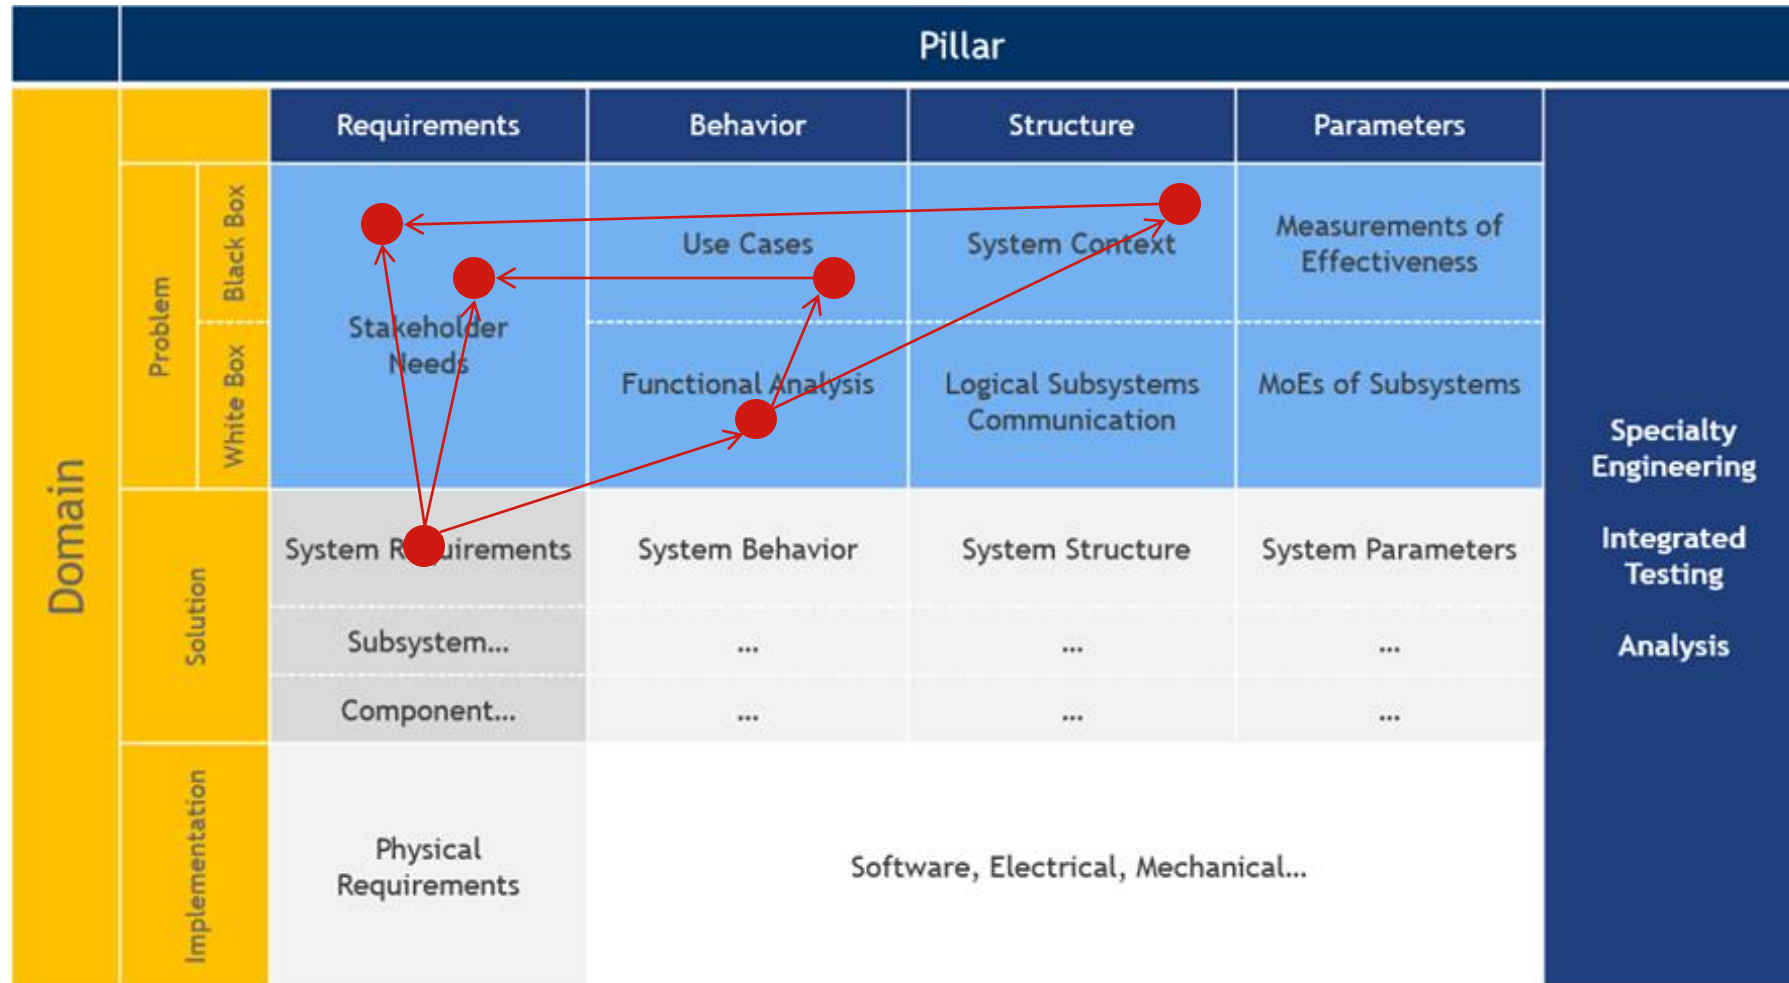 Pillar
Requirements
Behavior
Structure
Parameters
Domain
Problem
Black Box
White Box
Stakeholder
Needs
Use Cases
System Context
Measurements of
Effectiveness
Functional Analysis
Logical Subsystems
Communication
MoEs of Subsystems
Solution
System Requirements
System Behavior
System Structure
System Parameters
Subsystem...
...
...
...
Component...
...
...
...
Implementation
Physical
Requirements
Software, Electrical, Mechanical...
Specialty
Engineering
Integrated
Testing
Analysis